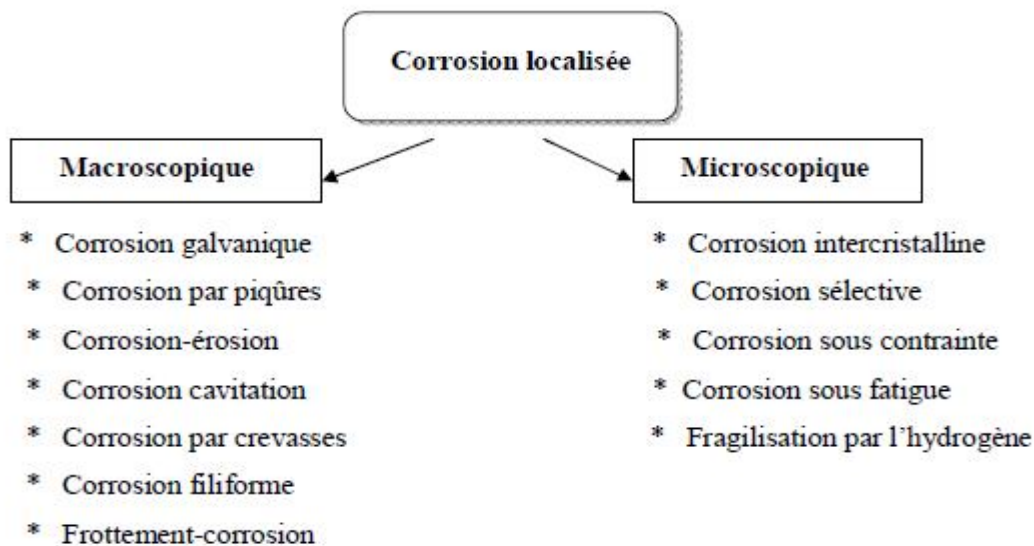 Corrosion localisée
Macroscopique
* Corrosion galvanique
* Corrosion par piqûres
* Corrosion-érosion
* Corrosion cavitation
* Corrosion par crevasses
* Corrosion filiforme
* Frottement-corrosion
Microscopique
* Corrosion intercristalline
* Corrosion sélective
* Corrosion sous contrainte
* Corrosion sous fatigue
* Fragilisation par l’hydrogène